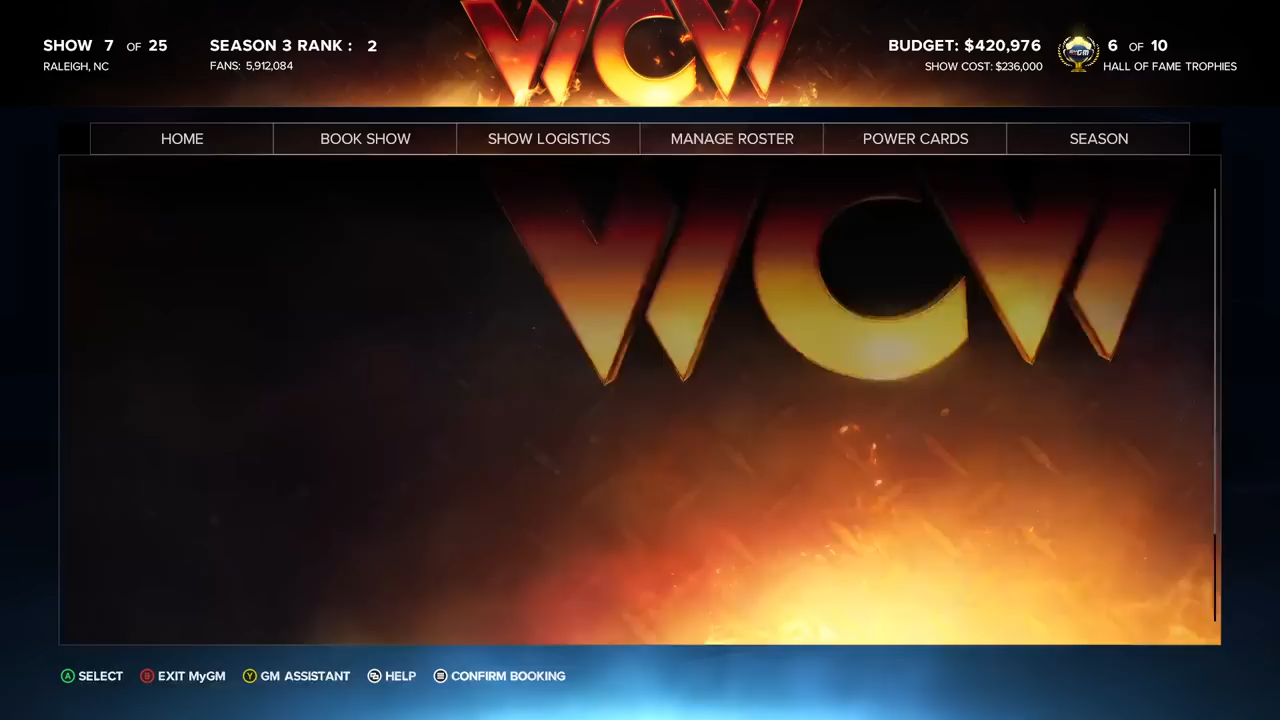 SHOW 7 OF 25
RALEIGH, NC
SEASON 3 RANK : 2
FANS: 5,912,084
WCW
BUDGET: $420,976
SHOW COST: $236,000
6 OF 10
HALL OF FAME TROPHIES
HOME
BOOK SHOW
SHOW LOGISTICS
MANAGE ROSTER
POWER CARDS
SEASON
WCW
A SELECT
B EXIT MyGM
Y GM ASSISTANT
HELP
CONFIRM BOOKING